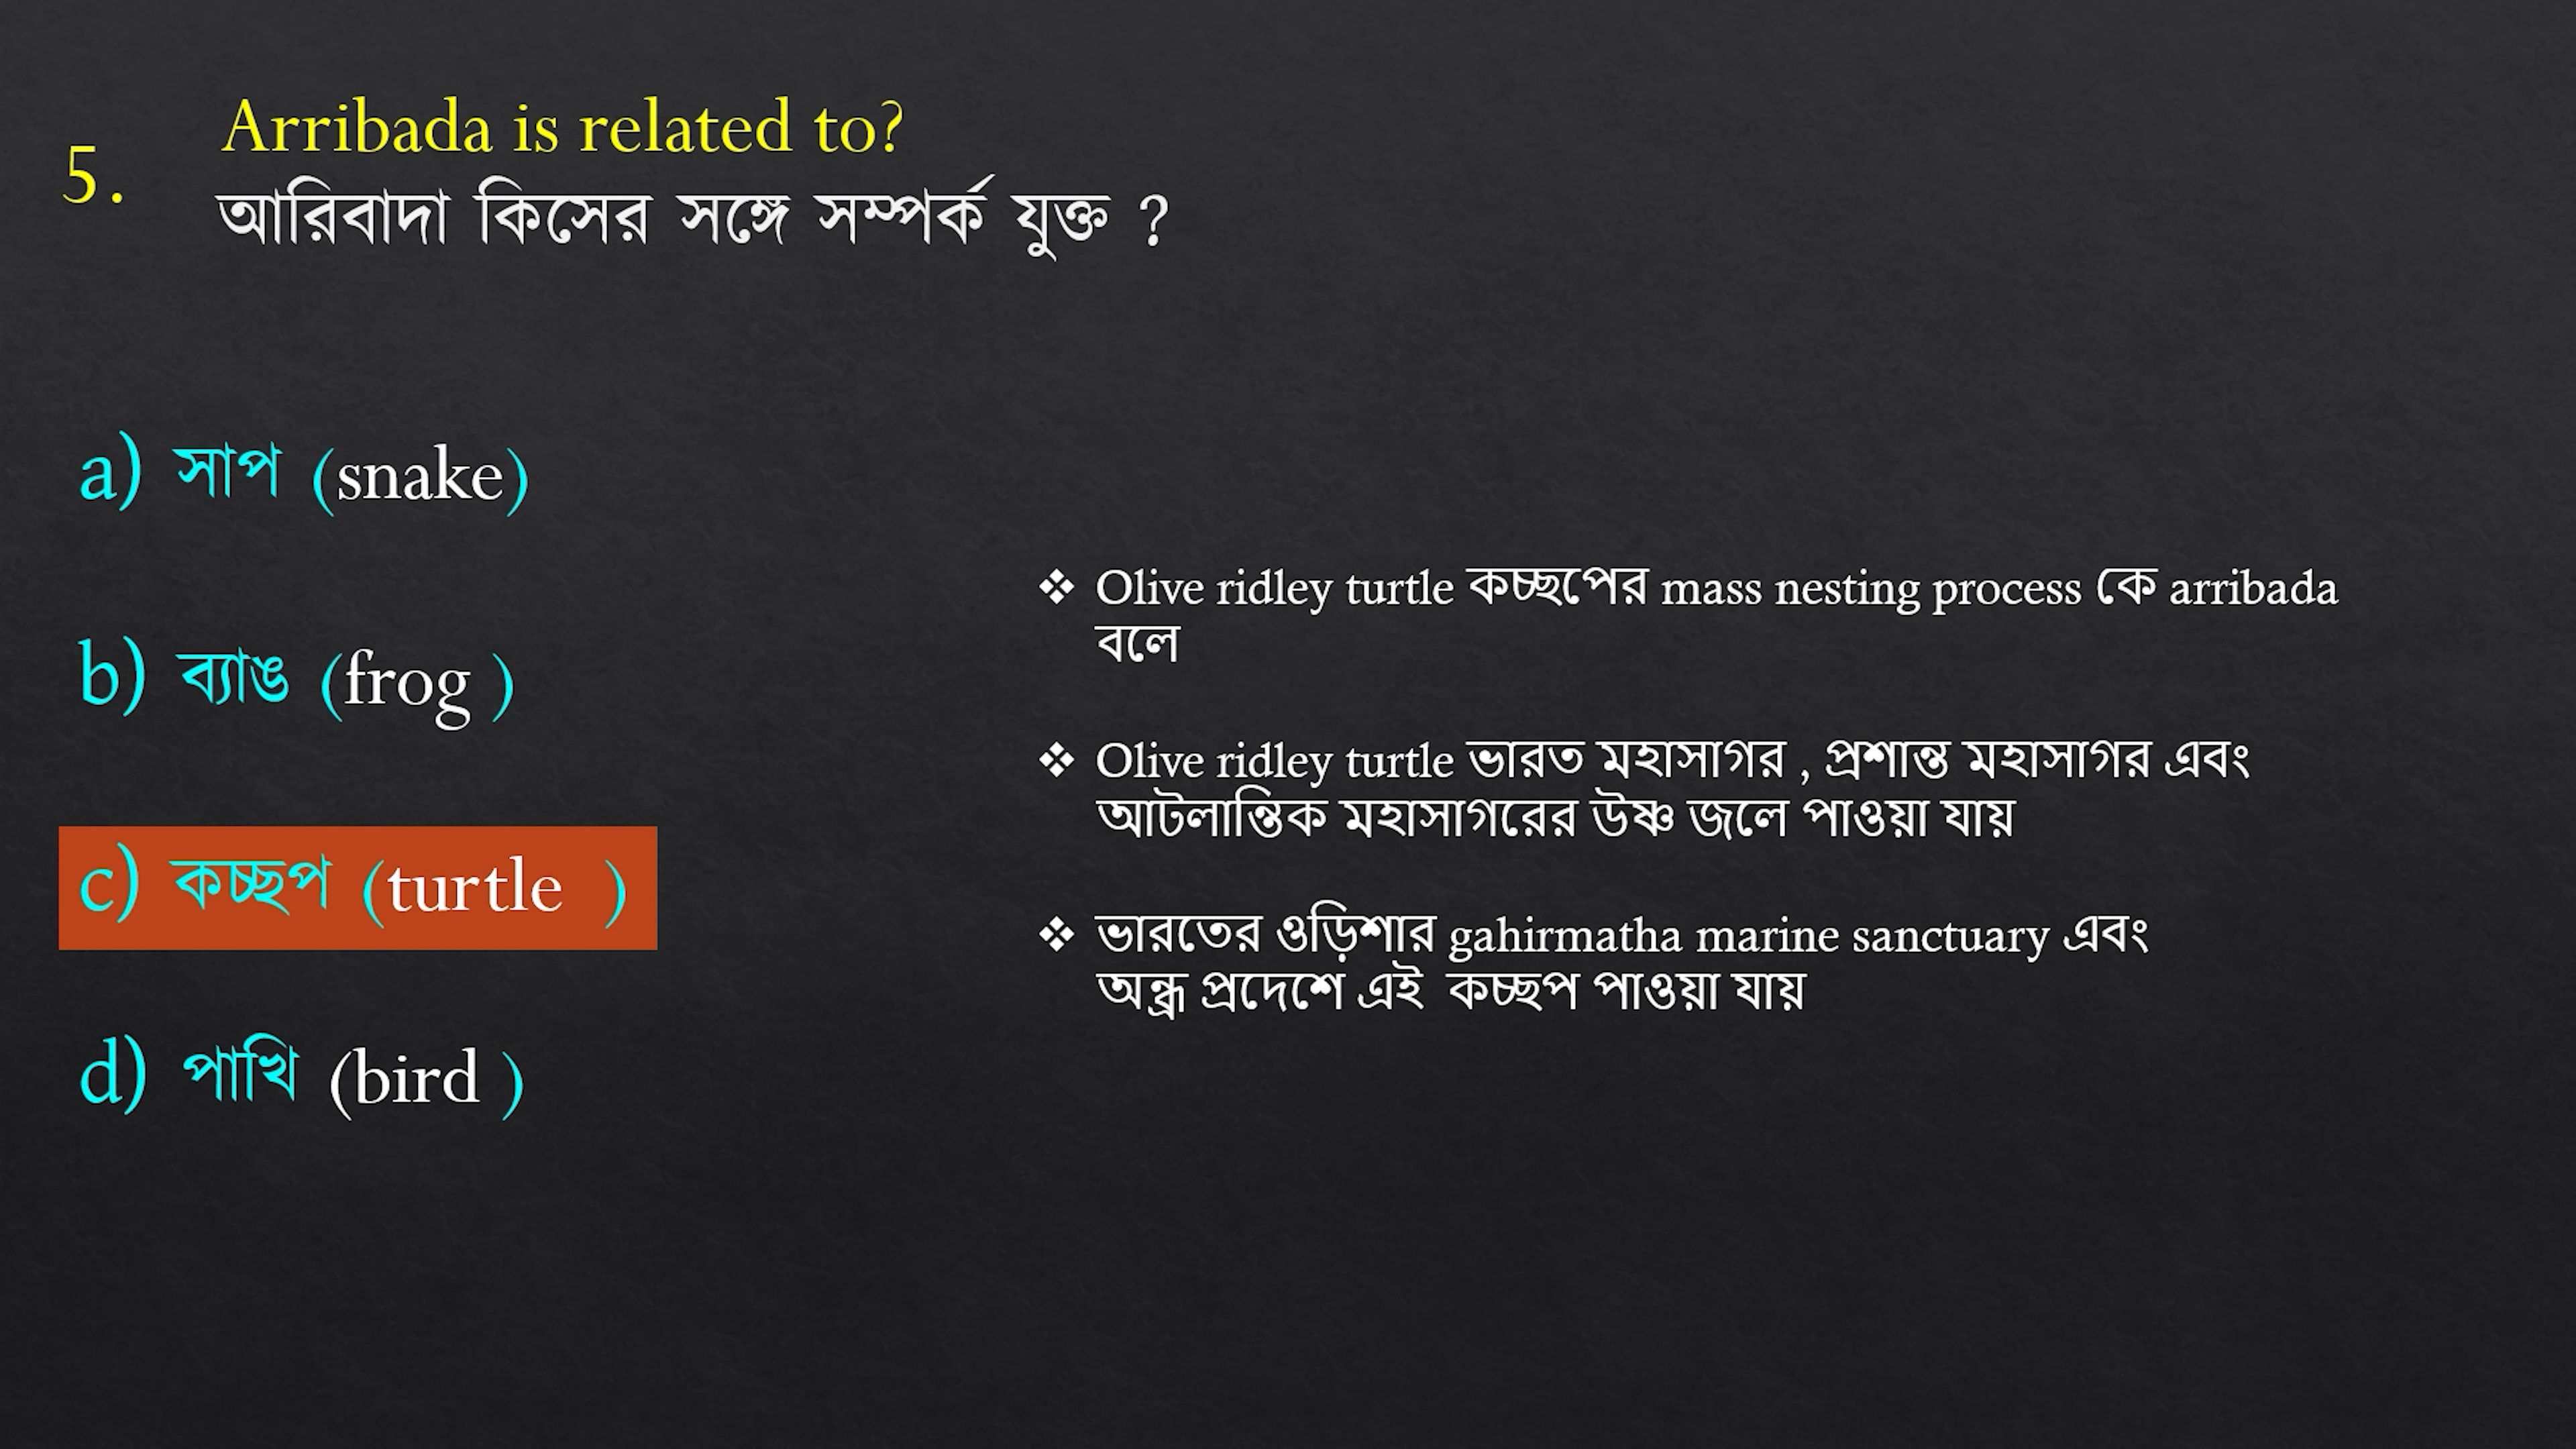 5.
Arribada is related to?
আরিবাদা কিসের সঙ্গে সম্পর্ক যুক্ত ?
a) সাপ (snake)
b) ব্যাঙ (frog )
c) কচ্ছপ (turtle )
d) পাখি (bird )
❖ Olive ridley turtle কচ্ছপের mass nesting process কে arribada
বলে
❖ Olive ridley turtle ভারত মহাসাগর , প্রশান্ত মহাসাগর এবং
আটলান্তিক মহাসাগরের উষ্ণ জলে পাওয়া যায়
❖ ভারতের ওড়িশার gahirmatha marine sanctuary এবং
অন্ধ্র প্রদেশে এই কচ্ছপ পাওয়া যায়